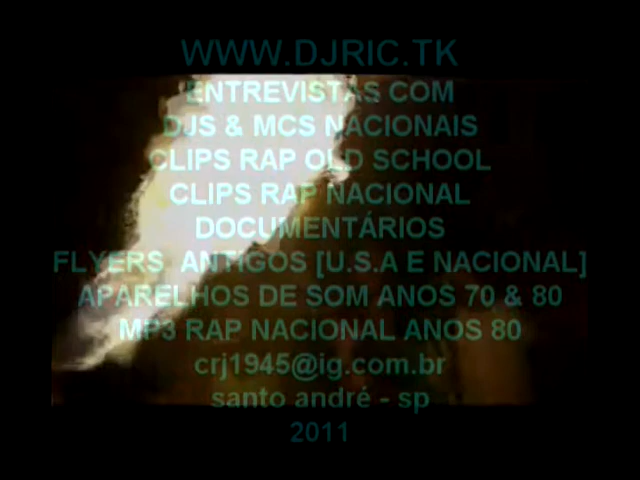 WWW.DJRIC.TK
ENTREVISTAS COM
DJS & MCS NACIONAIS
CLIPS RAP OLD SCHOOL
CLIPS RAP NACIONAL
DOCUMENTÁRIOS
FLYERS ANTIGOS [U.S.A E NACIONAL]
APARELHOS DE SOM ANOS 70 & 80
MP3 RAP NACIONAL ANOS 80
crj1945@ig.com.br
santo andré - sp
2011